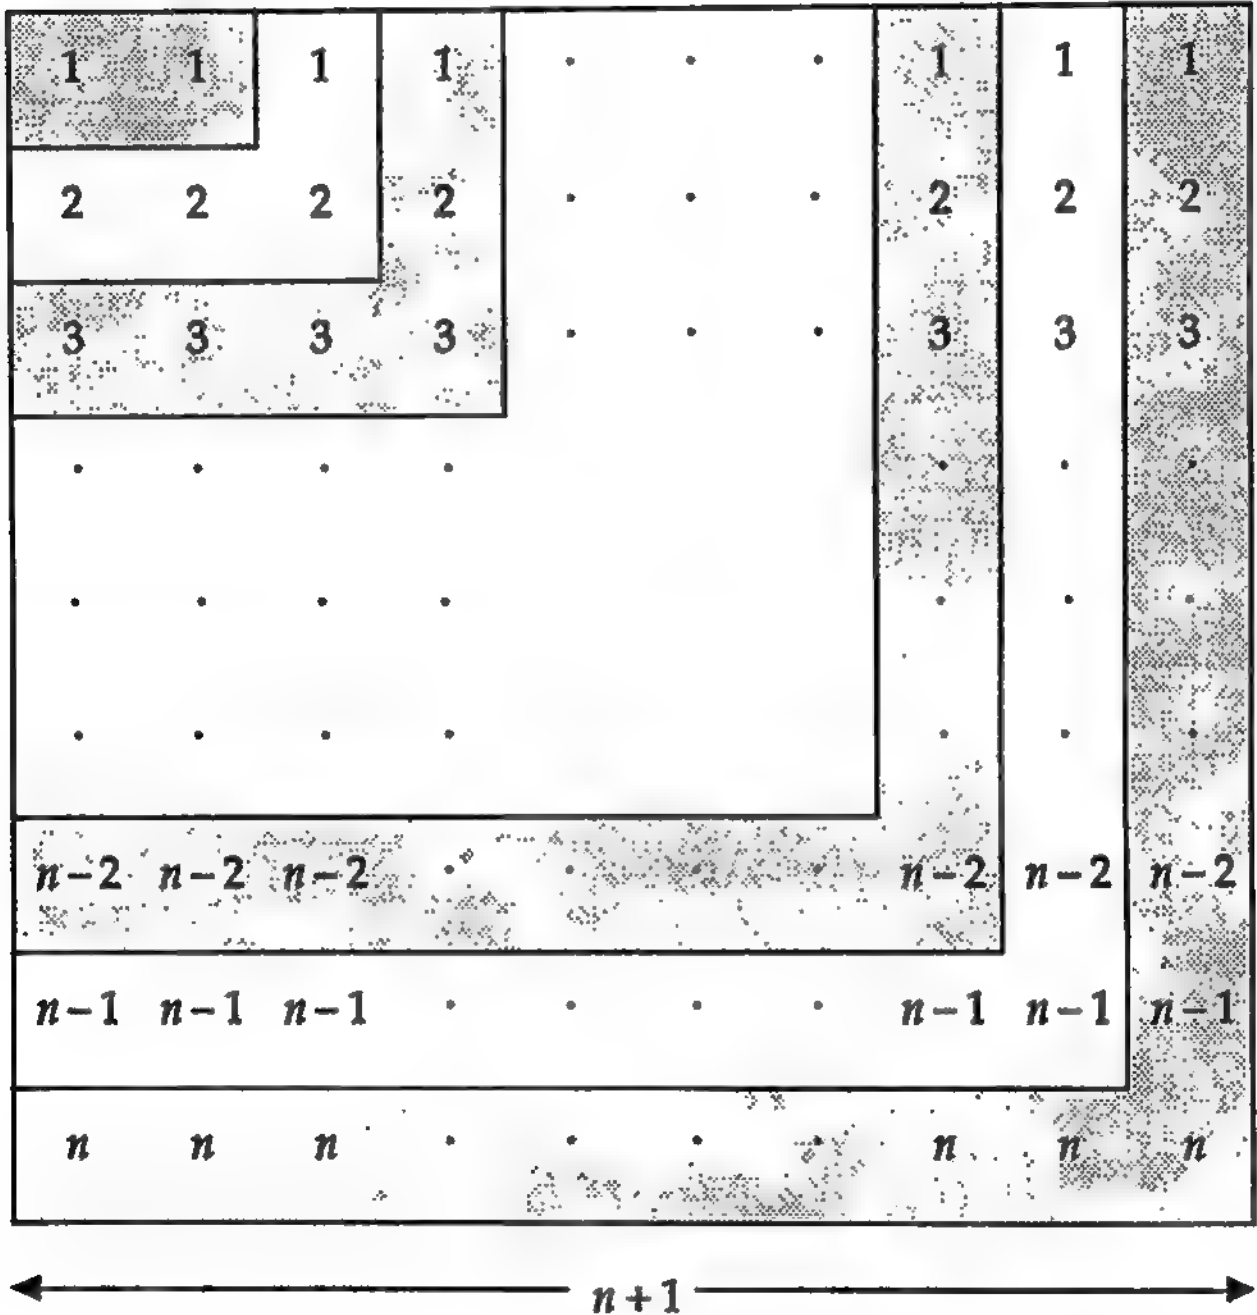 1 1 1 1 . . . 1 1 1
2 2 2 2 . . . 2 2 2
3 3 3 3 . . . 3 3 3
. . . . . . .
. . . . . . .
. . . . . . .
n−2 n−2 n−2 . . . . n−2 n−2 n−2
n−1 n−1 n−1 . . . . n−1 n−1 n−1
n n n . . . . n n n
n+1